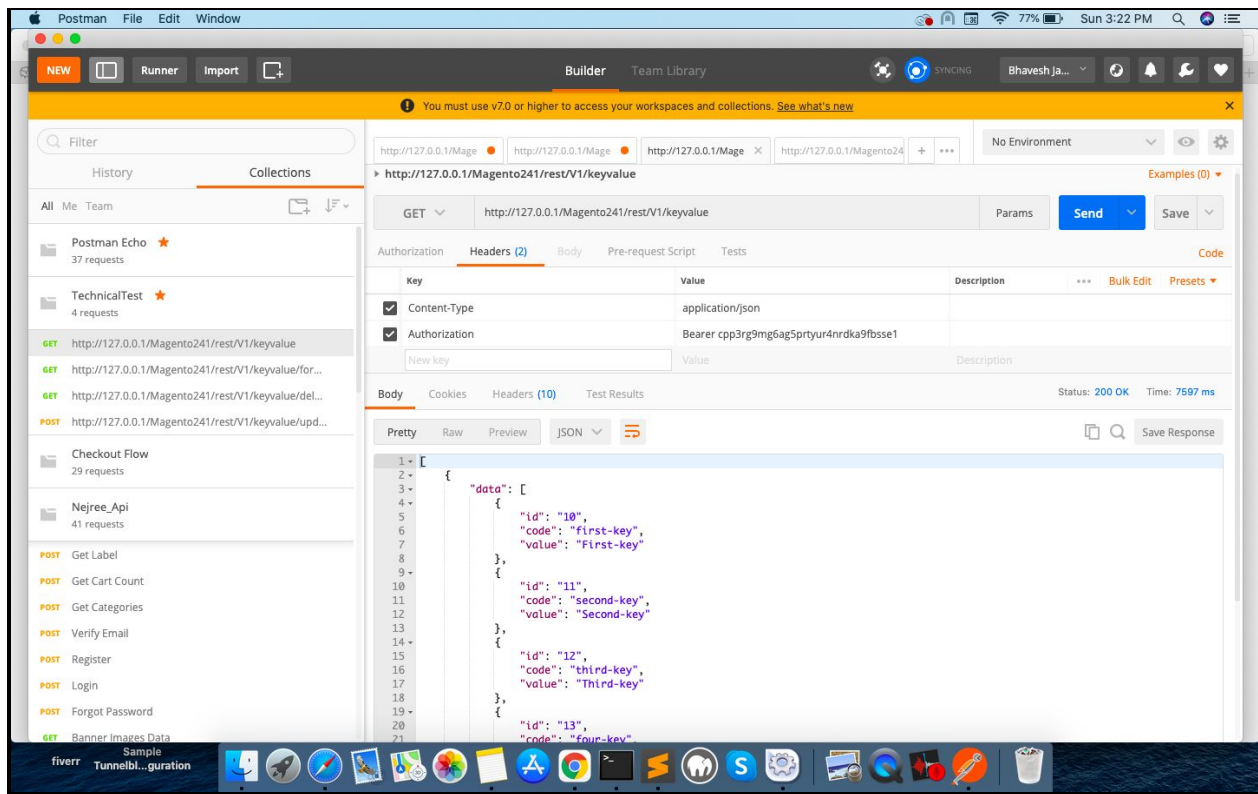 Postman File Edit Window 77% Sun 3:22 PM
NEW Runner Import Builder Team Library SYNCING Bhavesh Ja...
You must use v7.0 or higher to access your workspaces and collections. See what's new
Filter
History Collections
All Me Team
Postman Echo
37 requests
TechnicalTest
4 requests
GET http://127.0.0.1/Magento241/rest/V1/keyvalue
GET http://127.0.0.1/Magento241/rest/V1/keyvalue/for...
GET http://127.0.0.1/Magento241/rest/V1/keyvalue/del...
POST http://127.0.0.1/Magento241/rest/V1/keyvalue/upd...
Checkout Flow
29 requests
Nejree_Api
41 requests
POST Get Label
POST Get Cart Count
POST Get Categories
POST Verify Email
POST Register
POST Login
POST Forgot Password
GET Banner Images Data
http://127.0.0.1/Mage http://127.0.0.1/Mage http://127.0.0.1/Mage http://127.0.0.1/Magento24 + ••• No Environment
http://127.0.0.1/Magento241/rest/V1/keyvalue Examples (0)
GET http://127.0.0.1/Magento241/rest/V1/keyvalue Params Send Save
Authorization Headers (2) Body Pre-request Script Tests Code
Key Value Description ••• Bulk Edit Presets
Content-Type application/json
Authorization Bearer cpp3rg9mg6ag5prtyur4nrdka9fbsse1
New key Value Description
Body Cookies Headers (10) Test Results Status: 200 OK Time: 7597 ms
Pretty Raw Preview JSON Save Response
1 [
2 {
3 "data": [
4 {
5 "id": "10",
6 "code": "first-key",
7 "value": "First-key"
8 },
9 {
10 "id": "11",
11 "code": "second-key",
12 "value": "Second-key"
13 },
14 {
15 "id": "12",
16 "code": "third-key",
17 "value": "Third-key"
18 },
19 {
20 "id": "13",
21 "code": "four-key",
fiverr Sample
Tunnelbl...guration